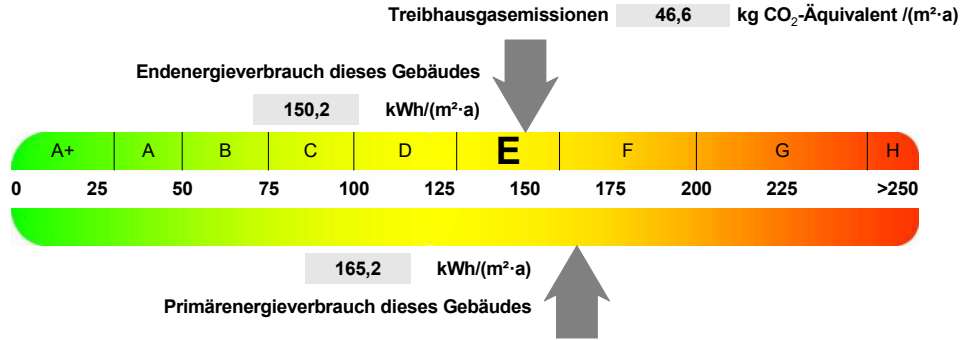 Treibhausgasemissionen 46,6 kg CO₂-Äquivalent /(m²·a)
Endenergieverbrauch dieses Gebäudes
150,2 kWh/(m²·a)
A+ A B C D E F G H
0 25 50 75 100 125 150 175 200 225 >250
165,2 kWh/(m²·a)
Primärenergieverbrauch dieses Gebäudes